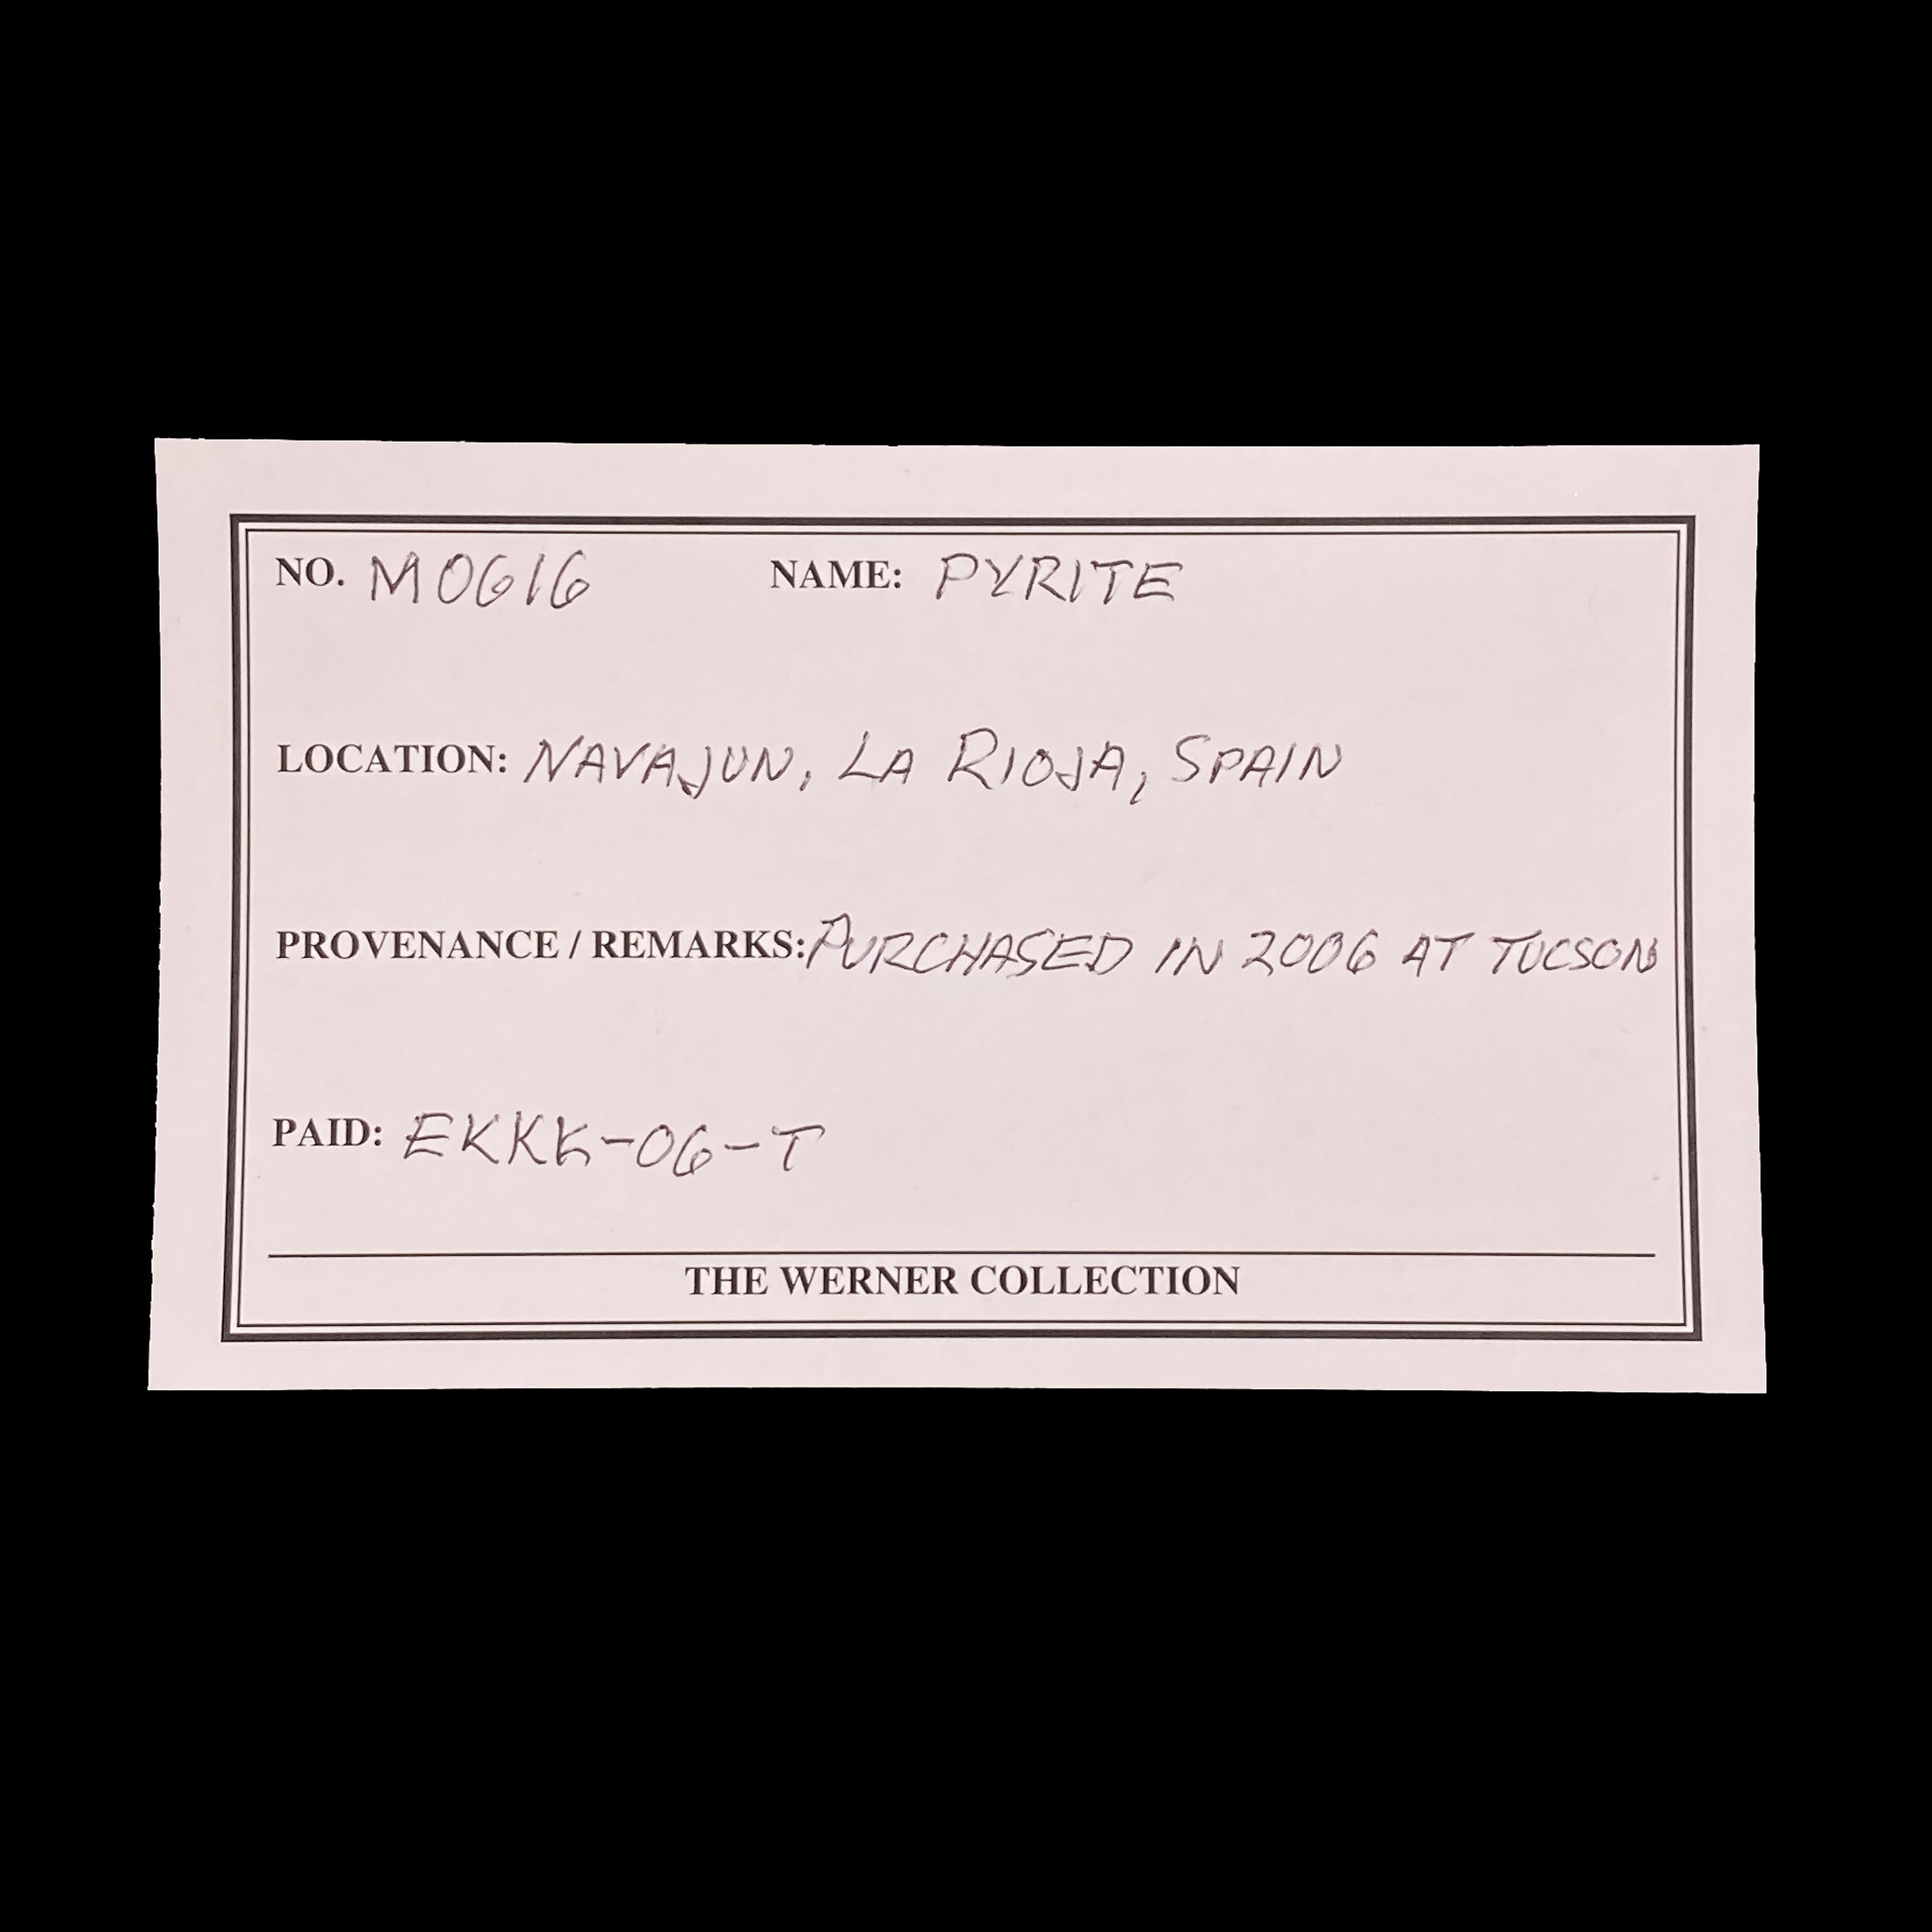 NO. M0616 NAME: PYRITE
LOCATION: NAVAJUN, LA RIOJA, SPAIN
PROVENANCE / REMARKS: PURCHASED IN 2006 AT TUCSON
PAID: EKKK-06-T
THE WERNER COLLECTION